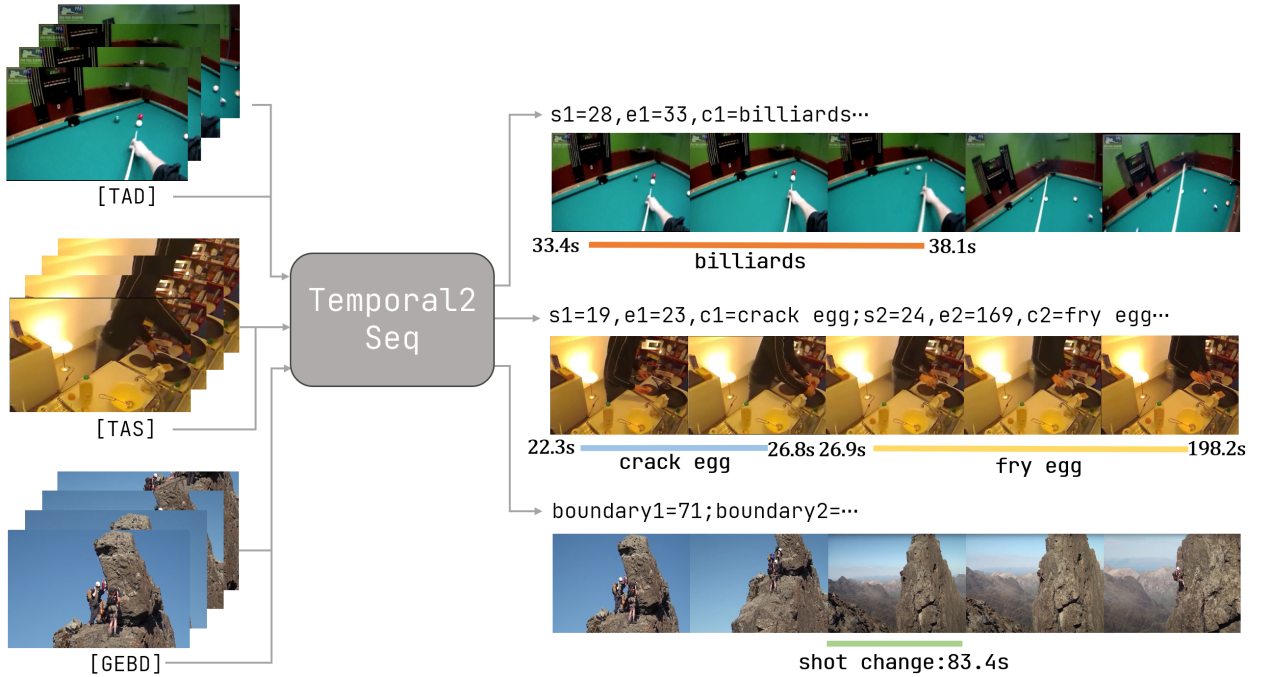 [TAD]
[TAS]
[GEBD]
Temporal2
Seq
s1=28,e1=33,c1=billiards⋯
33.4s
38.1s
billiards
s1=19,e1=23,c1=crack egg;s2=24,e2=169,c2=fry egg⋯
22.3s
26.8s
26.9s
198.2s
crack egg
fry egg
boundary1=71;boundary2=⋯
shot change:83.4s